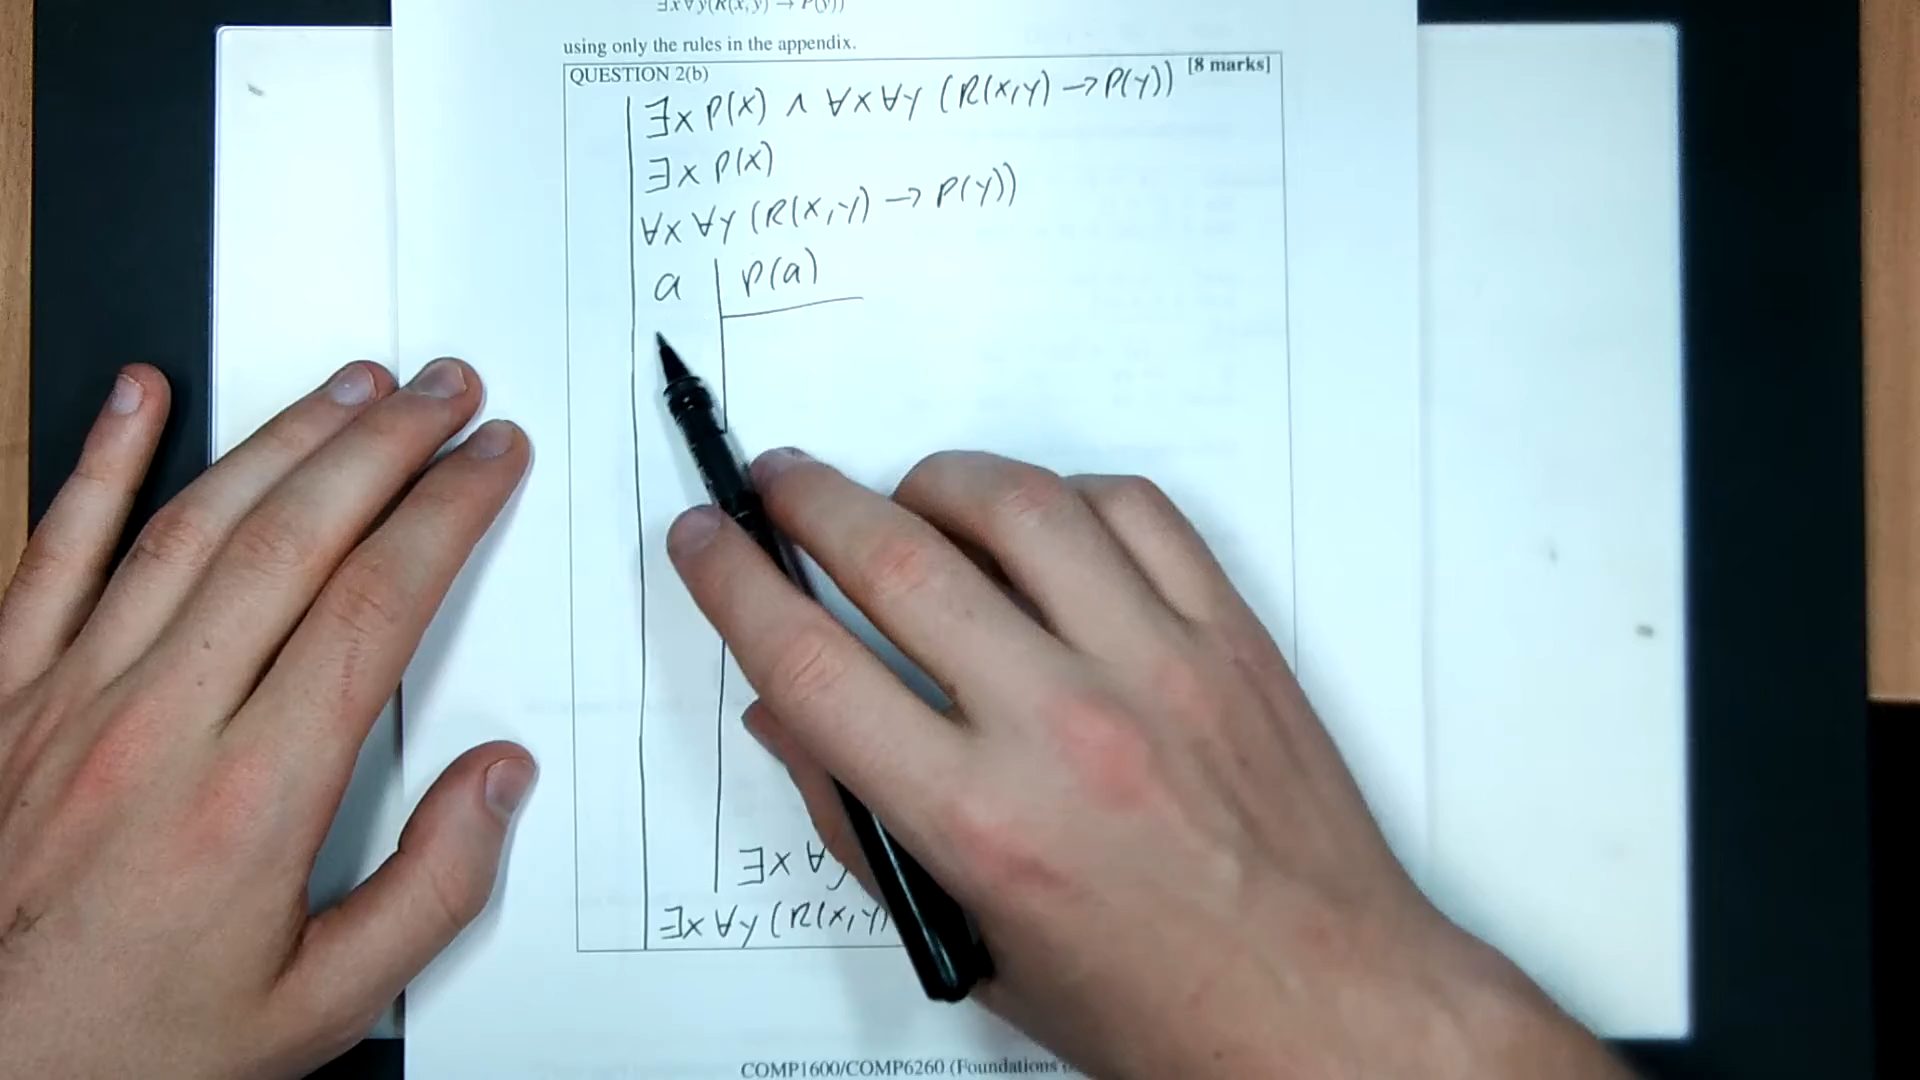 ∃x∀y(R(x,y) → P(y))
using only the rules in the appendix.
QUESTION 2(b) [8 marks]
∃x P(x) ∧ ∀x∀y (R(x,y) → P(y))
∃x P(x)
∀x ∀y (R(x,y) → P(y))
a P(a)
∃x ∀y
∃x ∀y (R(x,y)
COMP1600/COMP6260 (Foundations